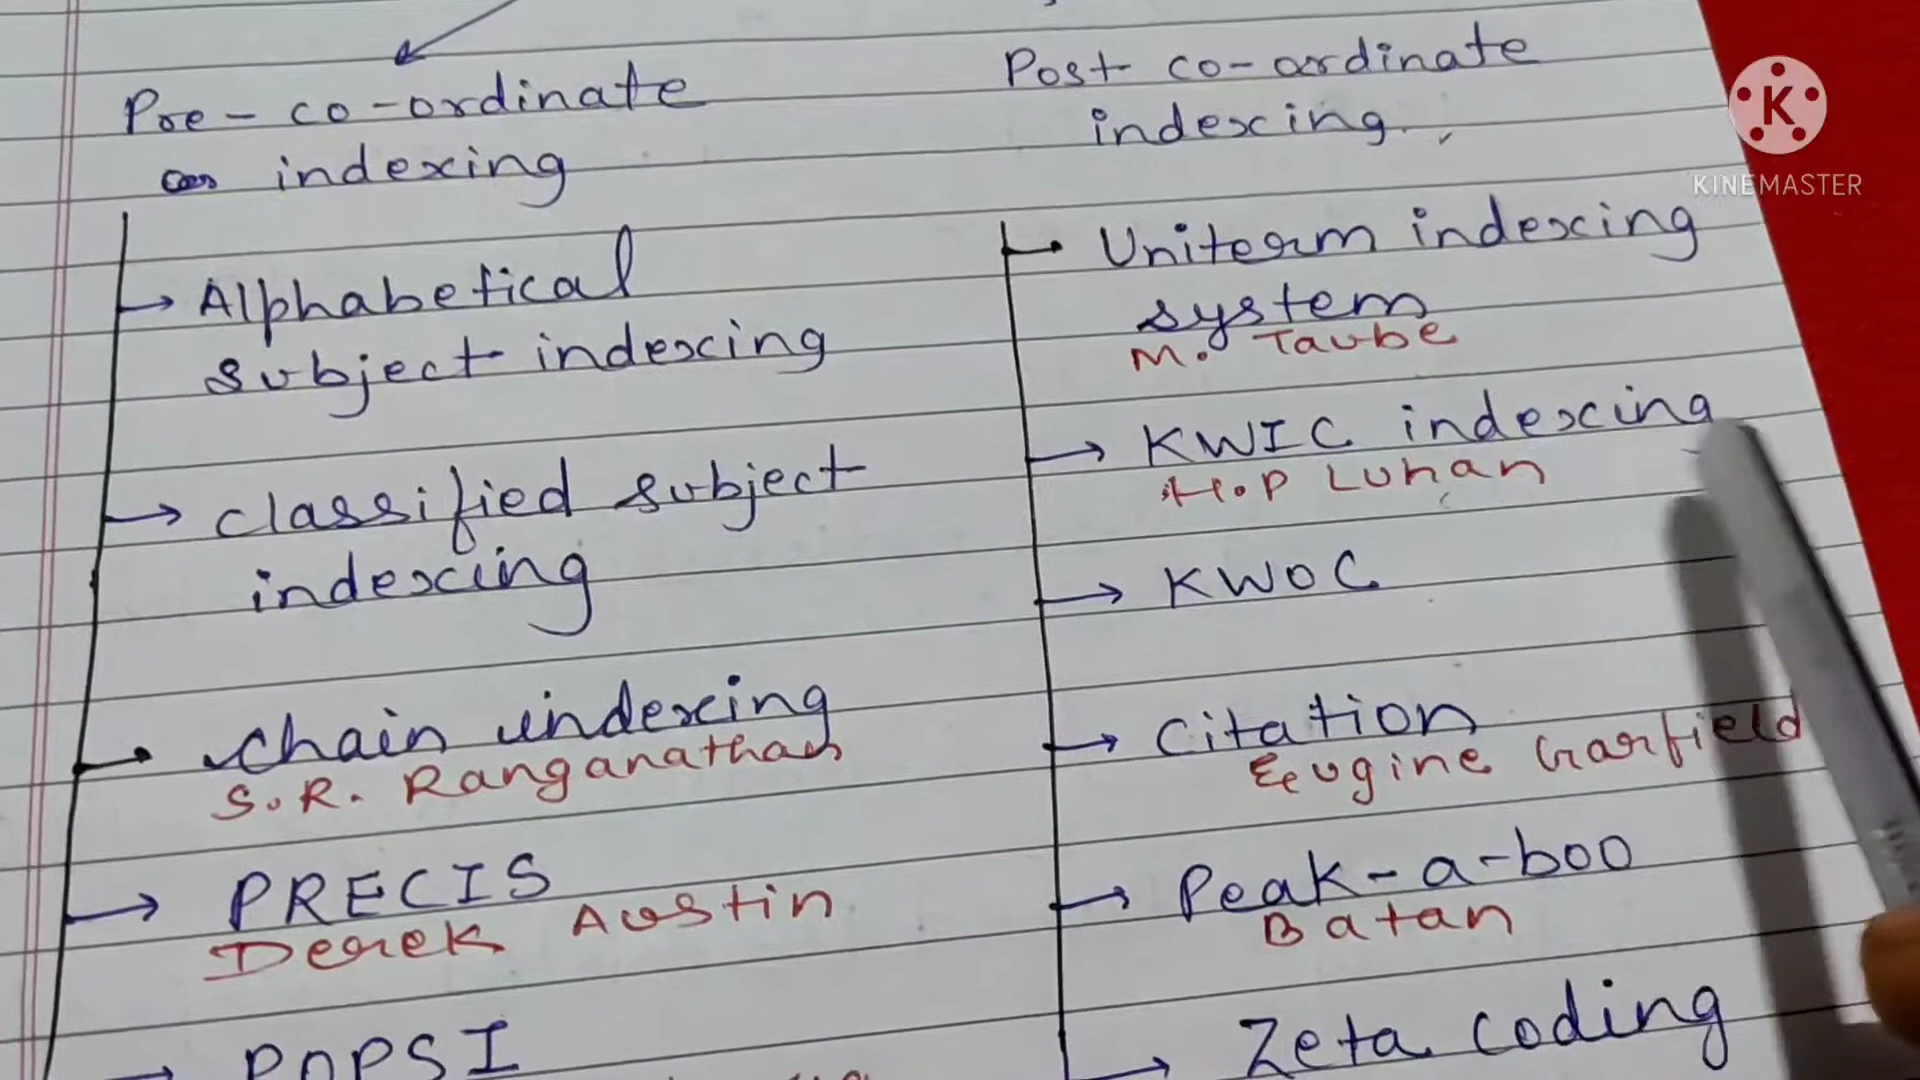 Pre-co-ordinate
indexing
Alphabetical
subject indexing
classified subject
indexing
chain indexing
S.R. Ranganathan
PRECIS
Derek Austin
POPSI
Post co-ordinate
indexing
Uniterm indexing
system
M. Taube
KWIC indexing
H.P Luhan
KWOC
Citation
Eugine Garfield
Peak-a-boo
Batan
Zeta coding
K
KINEMASTER